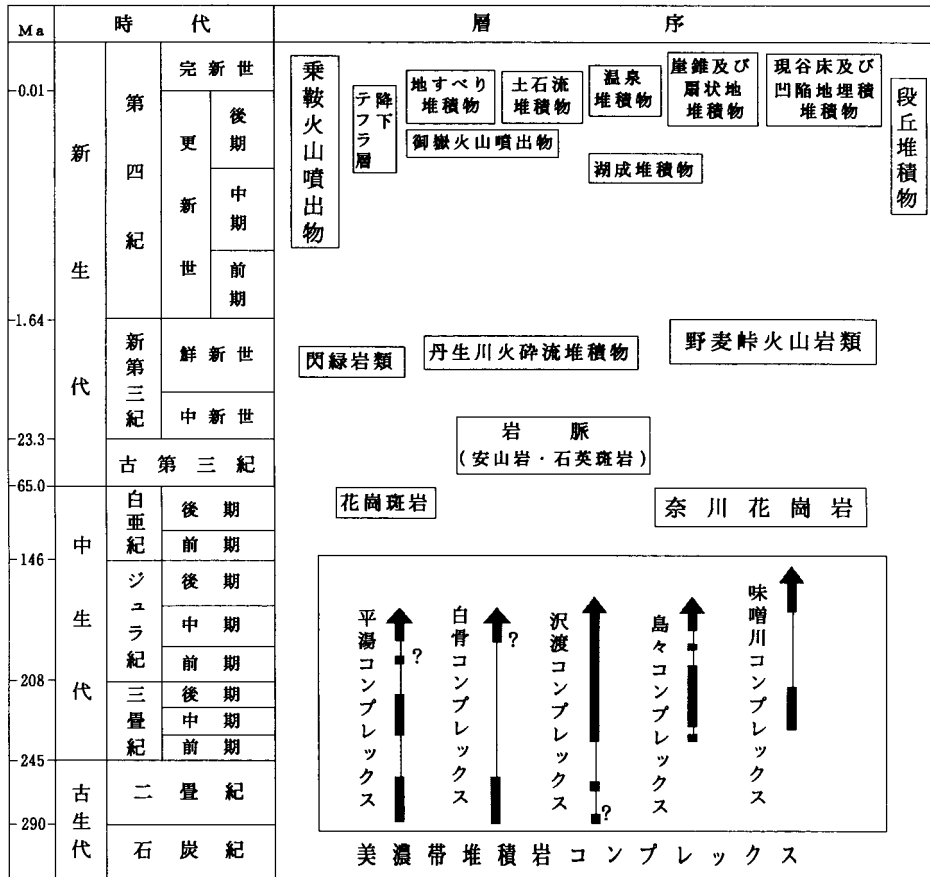 Ma 時代 層序
0.01
1.64
23.3
65.0
146
208
245
290
新生代
中生代
古生代
第四紀
新第三紀
古第三紀
白亜紀
ジュラ紀
三畳紀
二畳紀
石炭紀
完新世
更新世
後期
中期
前期
鮮新世
中新世
後期
前期
後期
中期
前期
後期
中期
前期
乗鞍火山噴出物
降下
テフラ層
地すべり
堆積物
土石流
堆積物
温泉
堆積物
崖錐及び
扇状地
堆積物
現谷床及び
凹陥地埋積
堆積物
段丘堆積物
御嶽火山噴出物
湖成堆積物
閃緑岩類
丹生川火砕流堆積物
野麦峠火山岩類
岩脈
(安山岩・石英斑岩)
花崗斑岩
奈川花崗岩
平湯コンプレックス
?
白骨コンプレックス
?
沢渡コンプレックス
?
島々コンプレックス
味噌川コンプレックス
美濃帯堆積岩コンプレックス